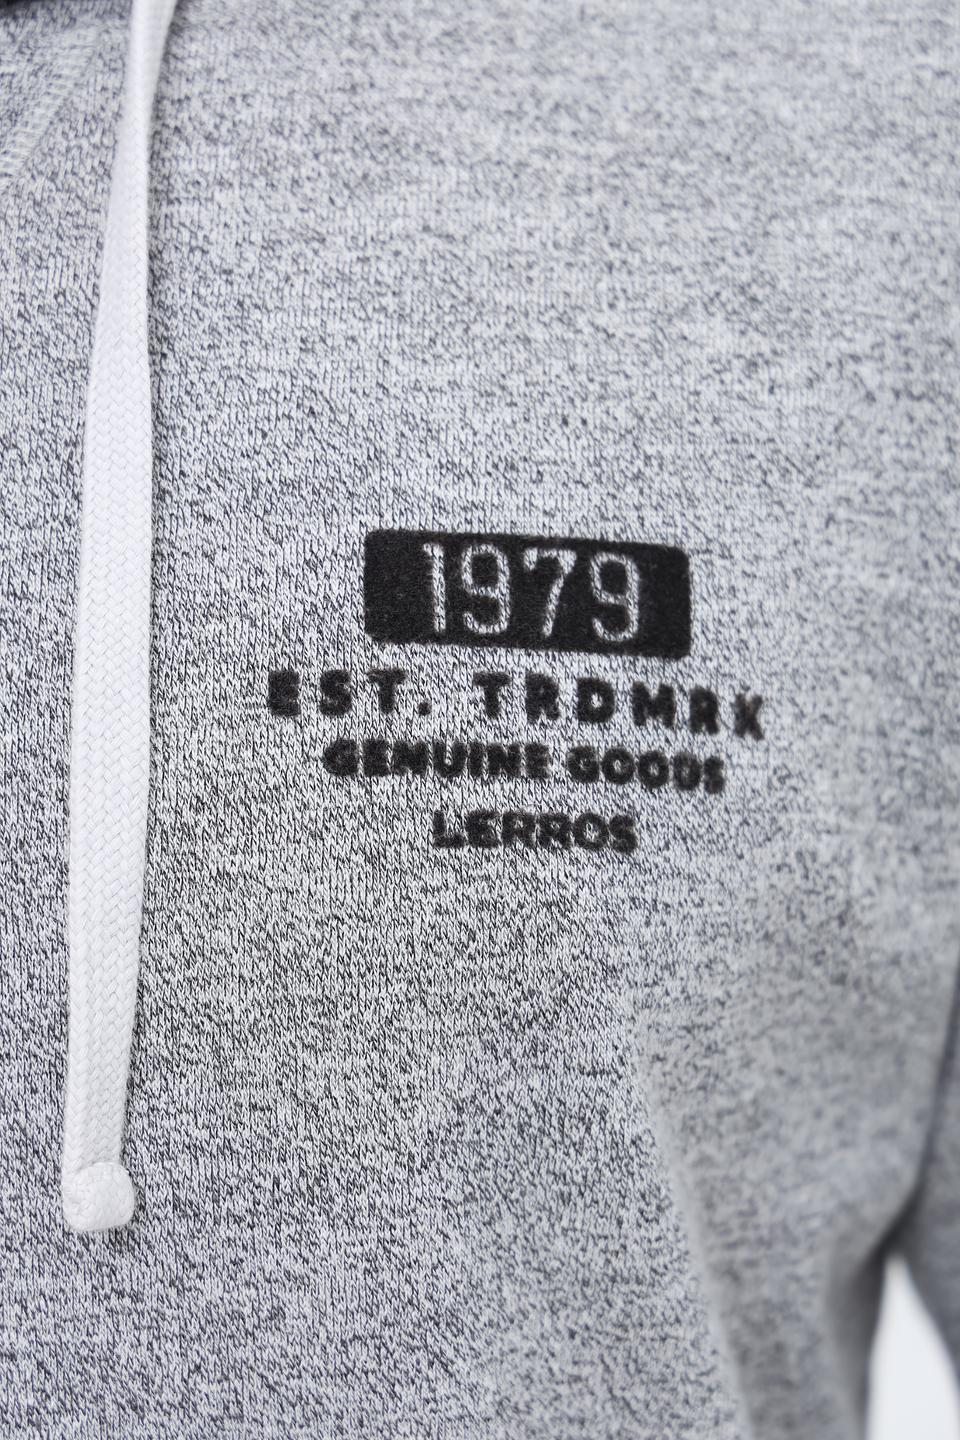 1979
EST. TRDMRK
GENUINE GOODS
LERROS